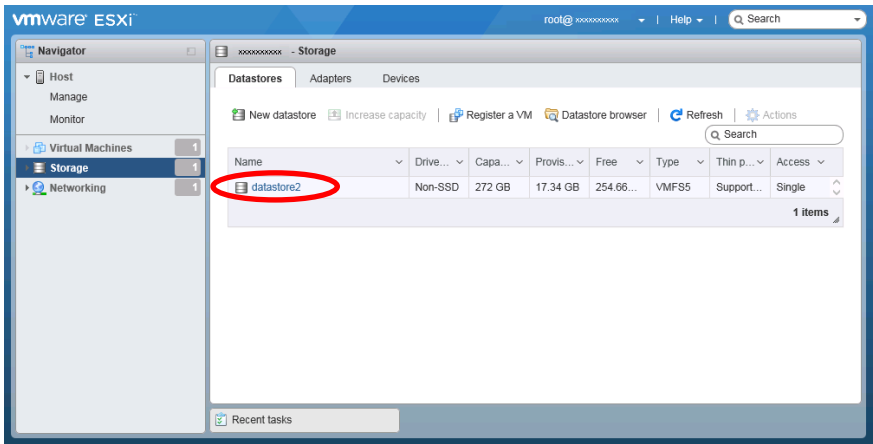 vmware ESXi
root@ xxxxxxxxxx | Help | Search
Navigator
xxxxxxxxxx - Storage
Host
Manage
Monitor
Virtual Machines 1
Storage 1
Networking 1
Datastores Adapters Devices
New datastore Increase capacity | Register a VM Datastore browser | Refresh | Actions
Search
Name Drive... Capa... Provis... Free Type Thin p... Access
datastore2 Non-SSD 272 GB 17.34 GB 254.66... VMFS5 Support... Single
1 items
Recent tasks